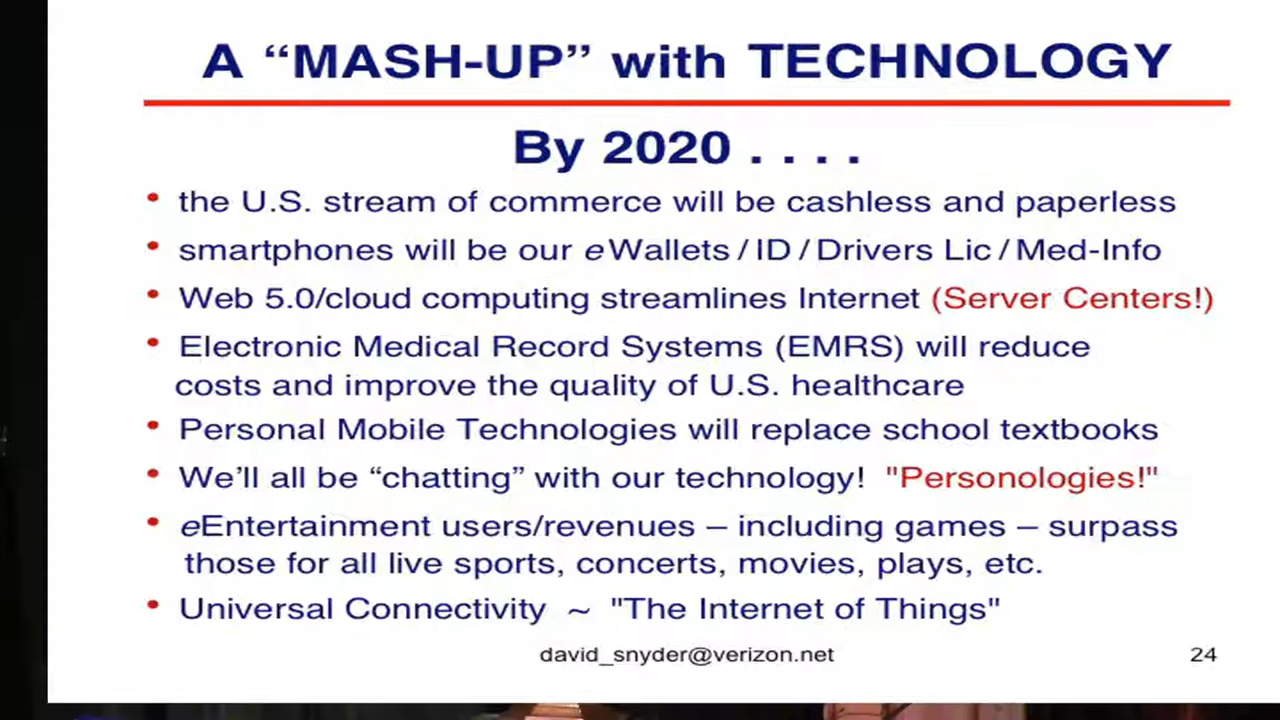 A “MASH-UP” with TECHNOLOGY
By 2020 . . . .
• the U.S. stream of commerce will be cashless and paperless
• smartphones will be our eWallets / ID / Drivers Lic / Med-Info
• Web 5.0/cloud computing streamlines Internet (Server Centers!)
• Electronic Medical Record Systems (EMRS) will reduce
costs and improve the quality of U.S. healthcare
• Personal Mobile Technologies will replace school textbooks
• We’ll all be “chatting” with our technology! "Personologies!"
• eEntertainment users/revenues – including games – surpass
those for all live sports, concerts, movies, plays, etc.
• Universal Connectivity ~ "The Internet of Things"
david_snyder@verizon.net
24